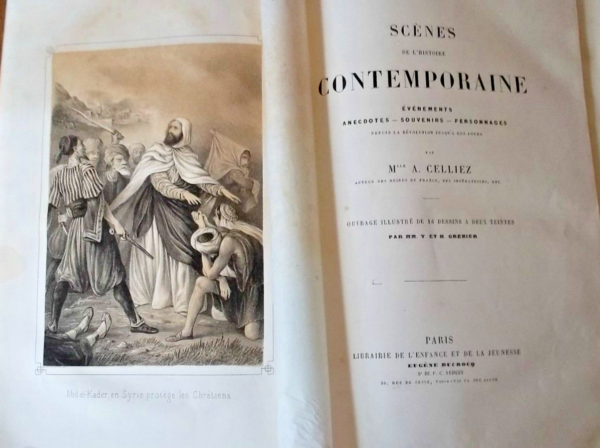 Abd-el-Kader, en Syrie protège les Chrétiens.
SCÈNES
DE L'HISTOIRE
CONTEMPORAINE
ÉVÉNEMENTS
ANECDOTES — SOUVENIRS — PERSONNAGES
DEPUIS LA RÉVOLUTION JUSQU'A NOS JOURS
PAR
Mlle A. CELLIEZ
AUTEUR DES REINES DE FRANCE, DES IMPÉRATRICES, ETC.
OUVRAGE ILLUSTRÉ DE 16 DESSINS A DEUX TEINTES
PAR MM. V. ET H. GRENIER
PARIS
LIBRAIRIE DE L'ENFANCE ET DE LA JEUNESSE
EUGÈNE DUCROCQ
RUE DE SEINE